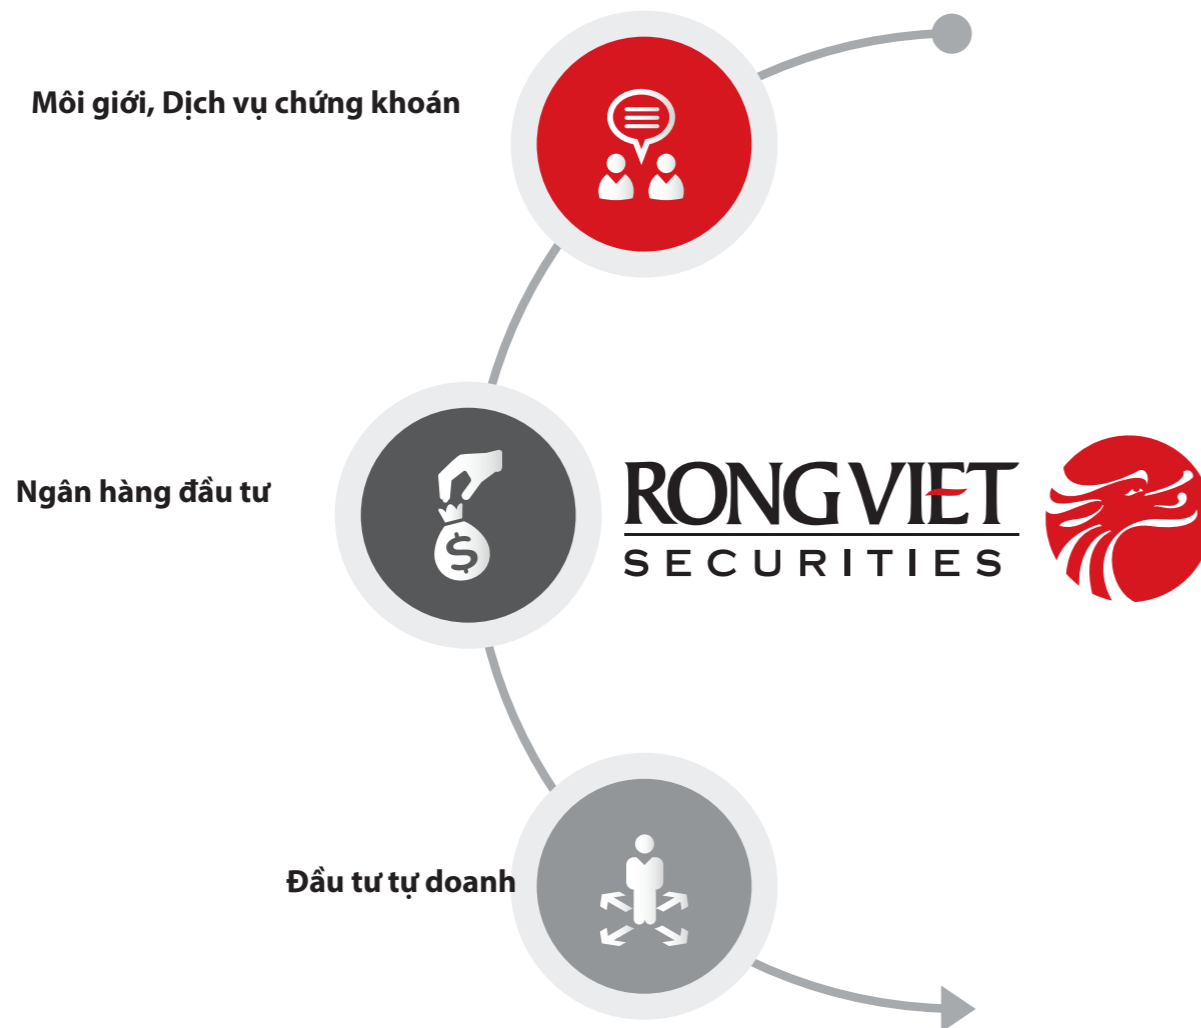 Môi giới, Dịch vụ chứng khoán
Ngân hàng đầu tư
RONG VIET
SECURITIES
$
Đầu tư tự doanh